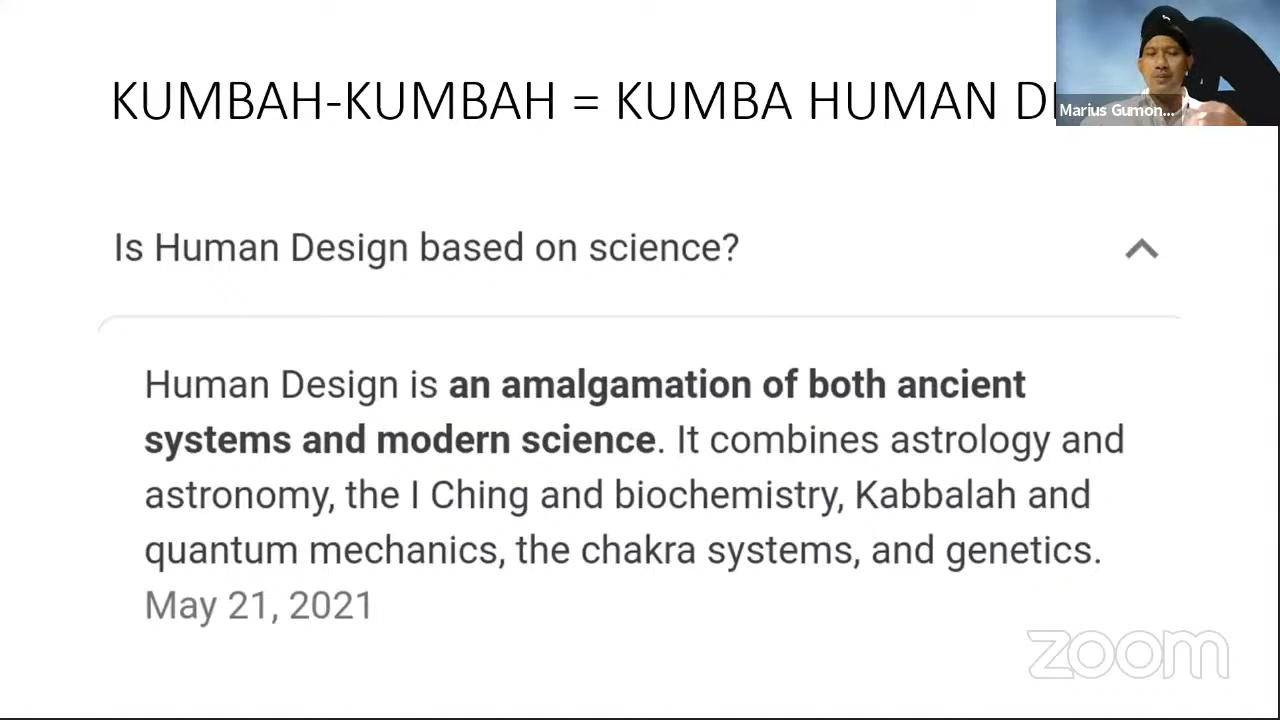 KUMBAH-KUMBAH = KUMBA HUMAN
Marius Gumon...
Is Human Design based on science?
Human Design is an amalgamation of both ancient
systems and modern science. It combines astrology and
astronomy, the I Ching and biochemistry, Kabbalah and
quantum mechanics, the chakra systems, and genetics.
May 21, 2021
zoom